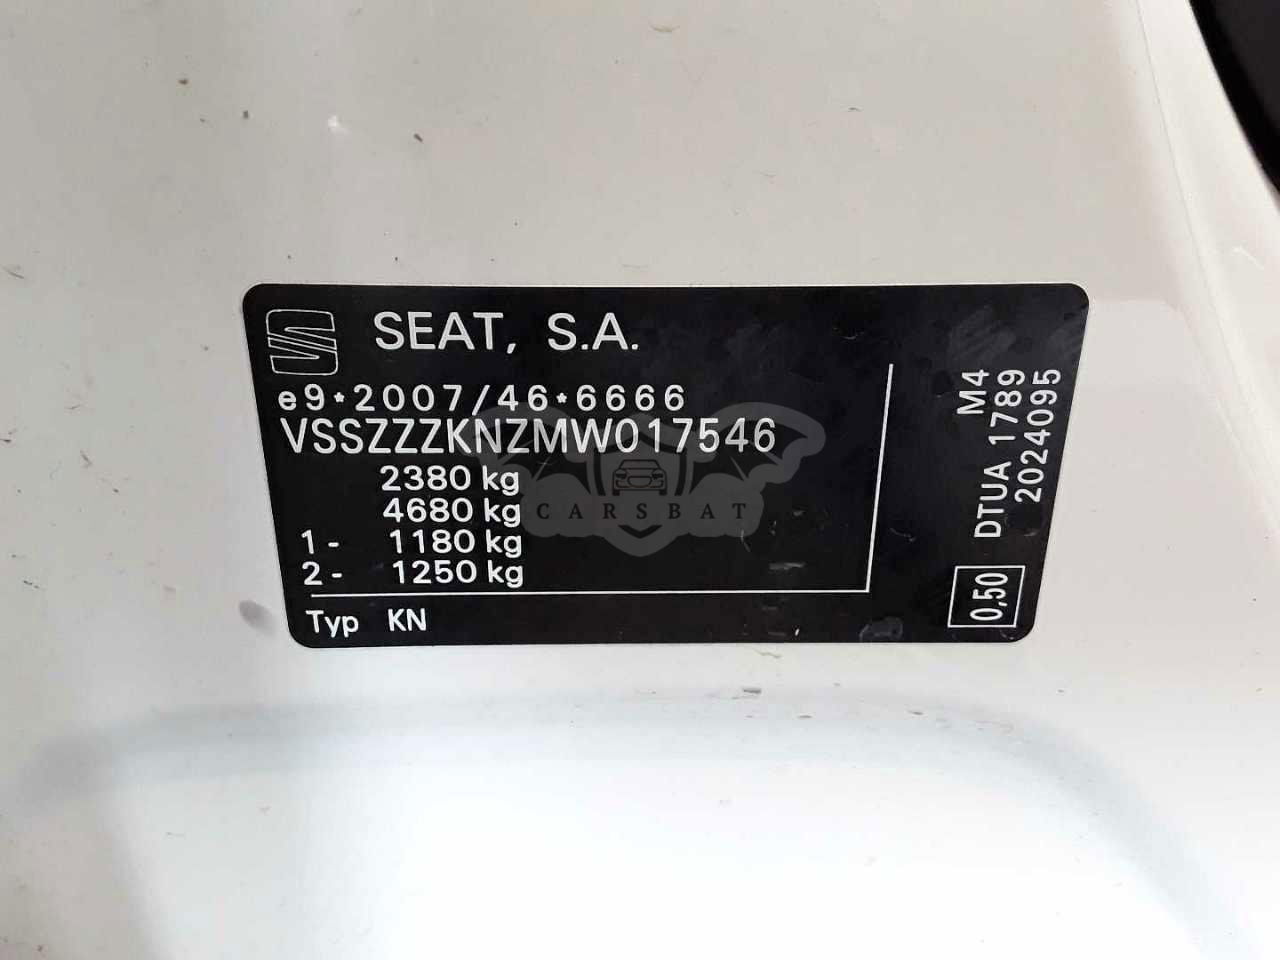 SEAT, S.A.
e9*2007/46*6666
VSSZZZKNZMW017546
2380 kg
4680 kg
1- 1180 kg
2- 1250 kg
Typ KN
M4
DTUA 1789
2024095
0,50
CARSBAT